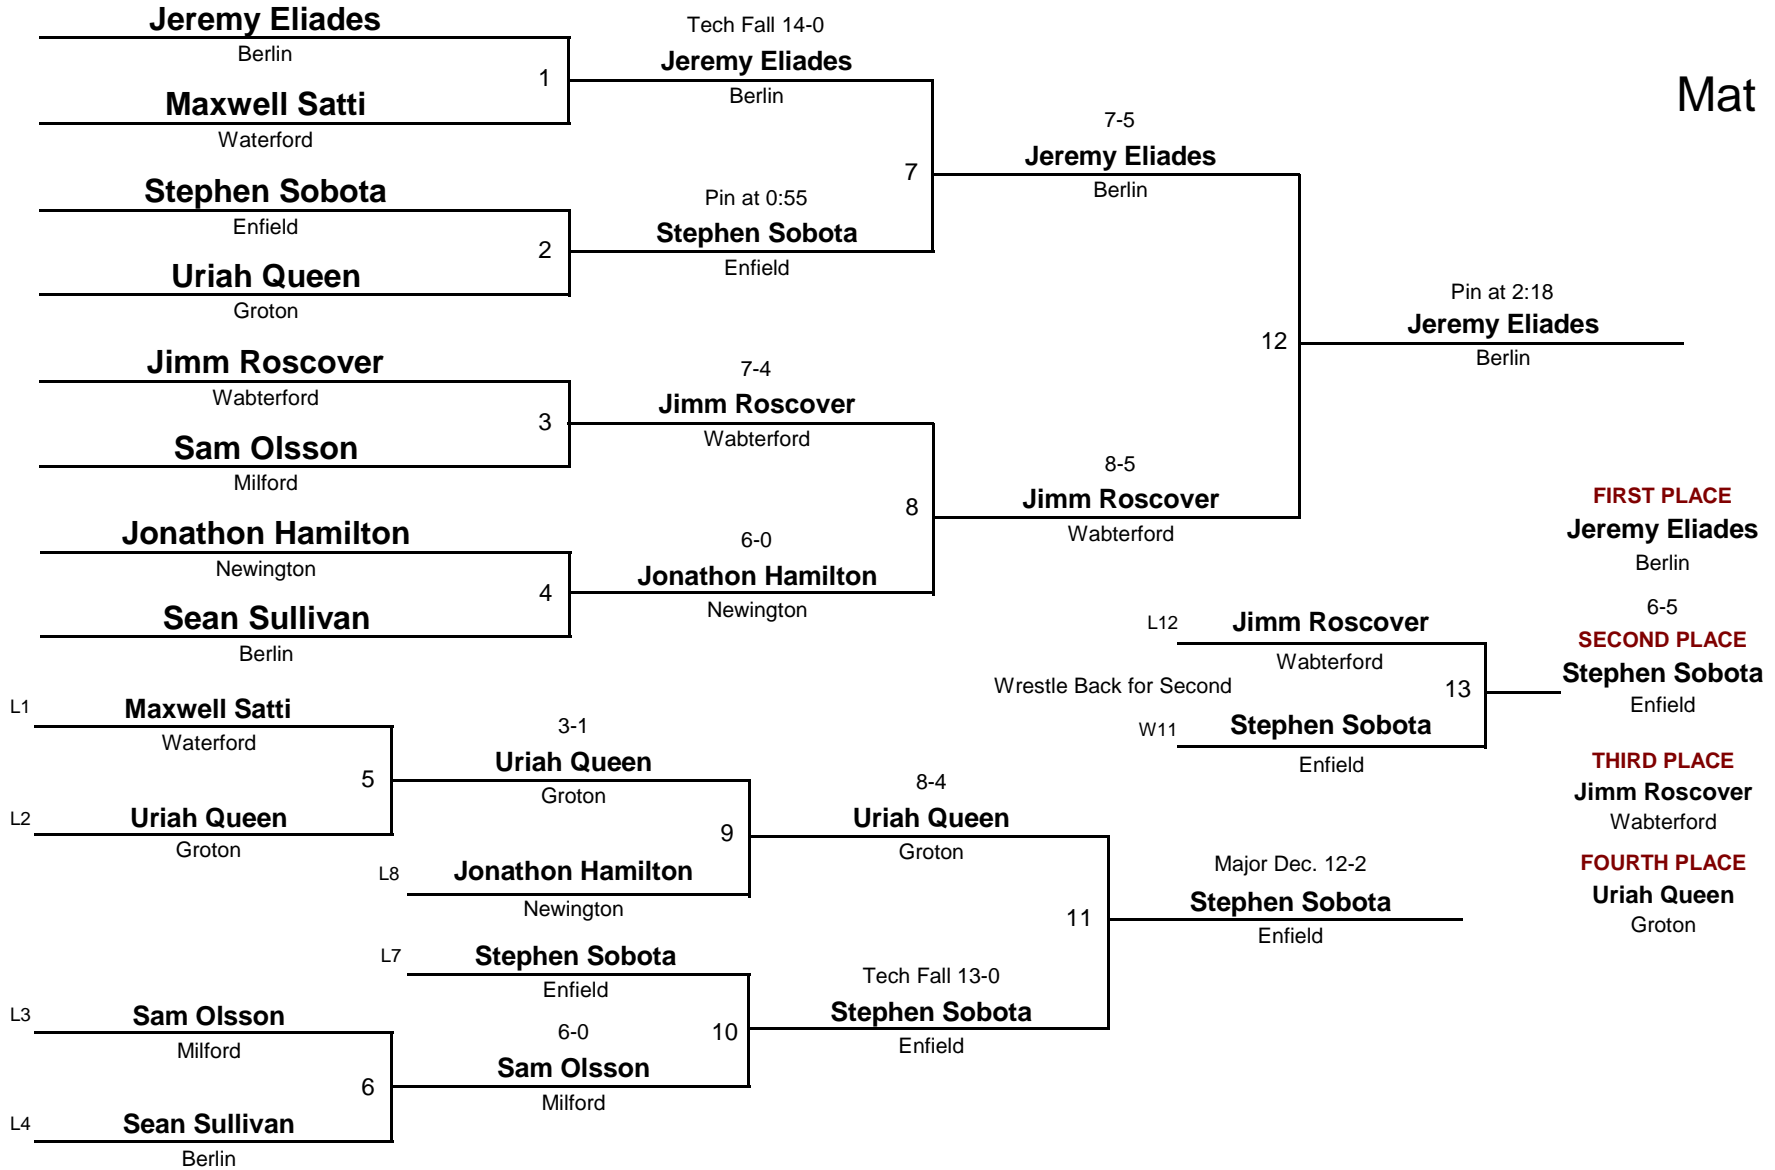 Jeremy Eliades
Berlin
1
Maxwell Satti
Waterford
Tech Fall 14-0
Jeremy Eliades
Berlin
Mat
Stephen Sobota
Enfield
2
Uriah Queen
Groton
Pin at 0:55
Stephen Sobota
Enfield
7
7-5
Jeremy Eliades
Berlin
Jimm Roscover
Wabterford
3
Sam Olsson
Milford
7-4
Jimm Roscover
Wabterford
Jonathon Hamilton
Newington
4
Sean Sullivan
Berlin
6-0
Jonathon Hamilton
Newington
8
8-5
Jimm Roscover
Wabterford
12
Pin at 2:18
Jeremy Eliades
Berlin
L1
Maxwell Satti
Waterford
5
L2
Uriah Queen
Groton
3-1
Uriah Queen
Groton
9
L8
Jonathon Hamilton
Newington
8-4
Uriah Queen
Groton
L7
Stephen Sobota
Enfield
10
L3
Sam Olsson
Milford
6
L4
Sean Sullivan
Berlin
6-0
Sam Olsson
Milford
Tech Fall 13-0
Stephen Sobota
Enfield
11
Major Dec. 12-2
Stephen Sobota
Enfield
L12
Jimm Roscover
Wabterford
Wrestle Back for Second
13
W11
Stephen Sobota
Enfield
FIRST PLACE
Jeremy Eliades
Berlin
6-5
SECOND PLACE
Stephen Sobota
Enfield
THIRD PLACE
Jimm Roscover
Wabterford
FOURTH PLACE
Uriah Queen
Groton